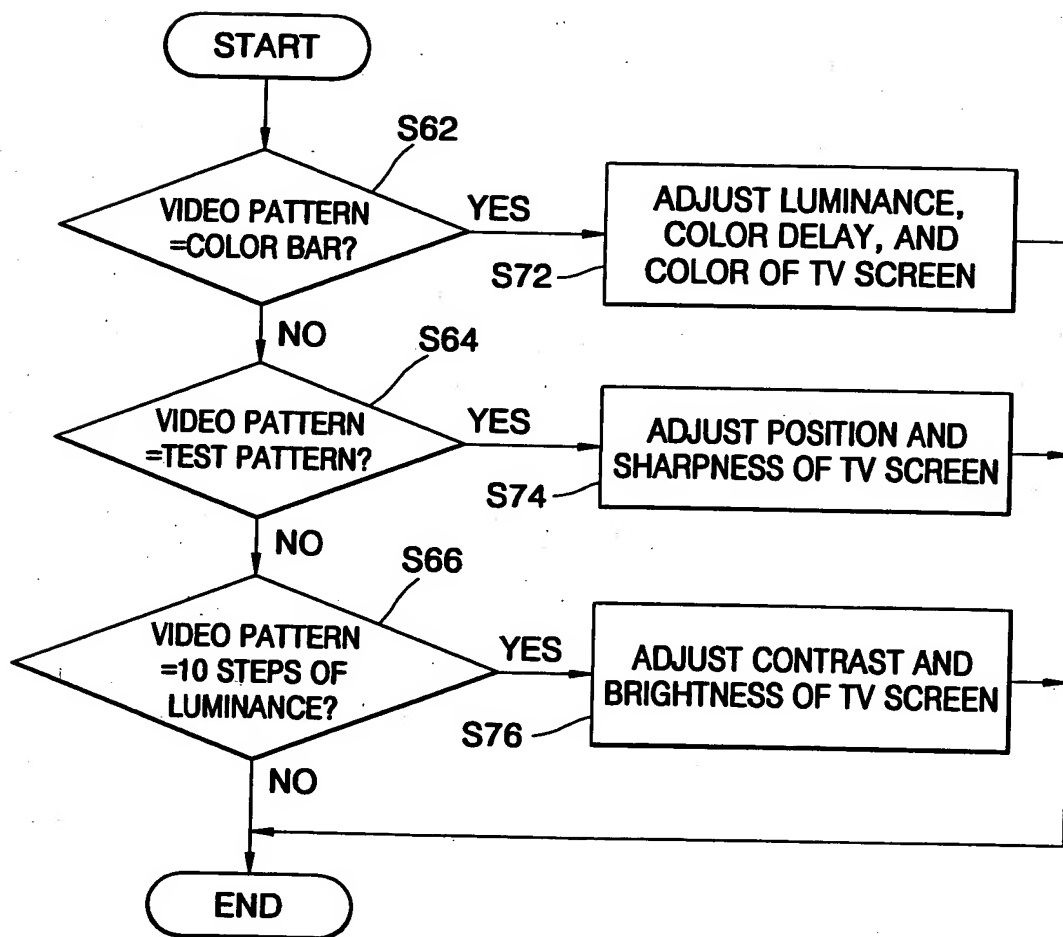 START
S62
VIDEO PATTERN
=COLOR BAR?
YES
ADJUST LUMINANCE,
COLOR DELAY, AND
COLOR OF TV SCREEN
S72
NO
S64
VIDEO PATTERN
=TEST PATTERN?
YES
ADJUST POSITION AND
SHARPNESS OF TV SCREEN
S74
NO
S66
VIDEO PATTERN
=10 STEPS OF
LUMINANCE?
YES
ADJUST CONTRAST AND
BRIGHTNESS OF TV SCREEN
S76
NO
END